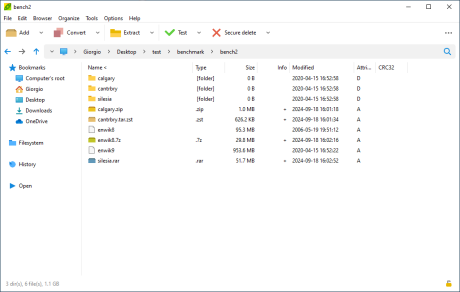 bench2
File Edit Browser Organize Tools Options Help
Add Convert Extract Test Secure delete
Giorgio Desktop test benchmark bench2
Bookmarks
Computer's root
Giorgio
Desktop
Downloads
OneDrive
Filesystem
History
Open
Name < Type Size Info Modified Attri... CRC32
calgary [folder] 0 B 2020-04-15 16:52:58 D
cantrbry [folder] 0 B 2020-04-15 16:52:58 D
silesia [folder] 0 B 2020-04-15 16:52:58 D
calgary.zip .zip 1.0 MB + 2024-09-18 16:01:18 A
cantrbry.tar.zst .zst 626.2 KB + 2024-09-18 16:01:34 A
enwik8 95.3 MB 2006-05-19 19:51:12 A
enwik8.7z .7z 29.8 MB + 2024-09-18 16:02:16 A
enwik9 953.6 MB 2020-04-15 16:52:22 A
silesia.rar .rar 51.7 MB + 2024-09-18 16:02:52 A
3 dir(s), 6 file(s), 1.1 GB